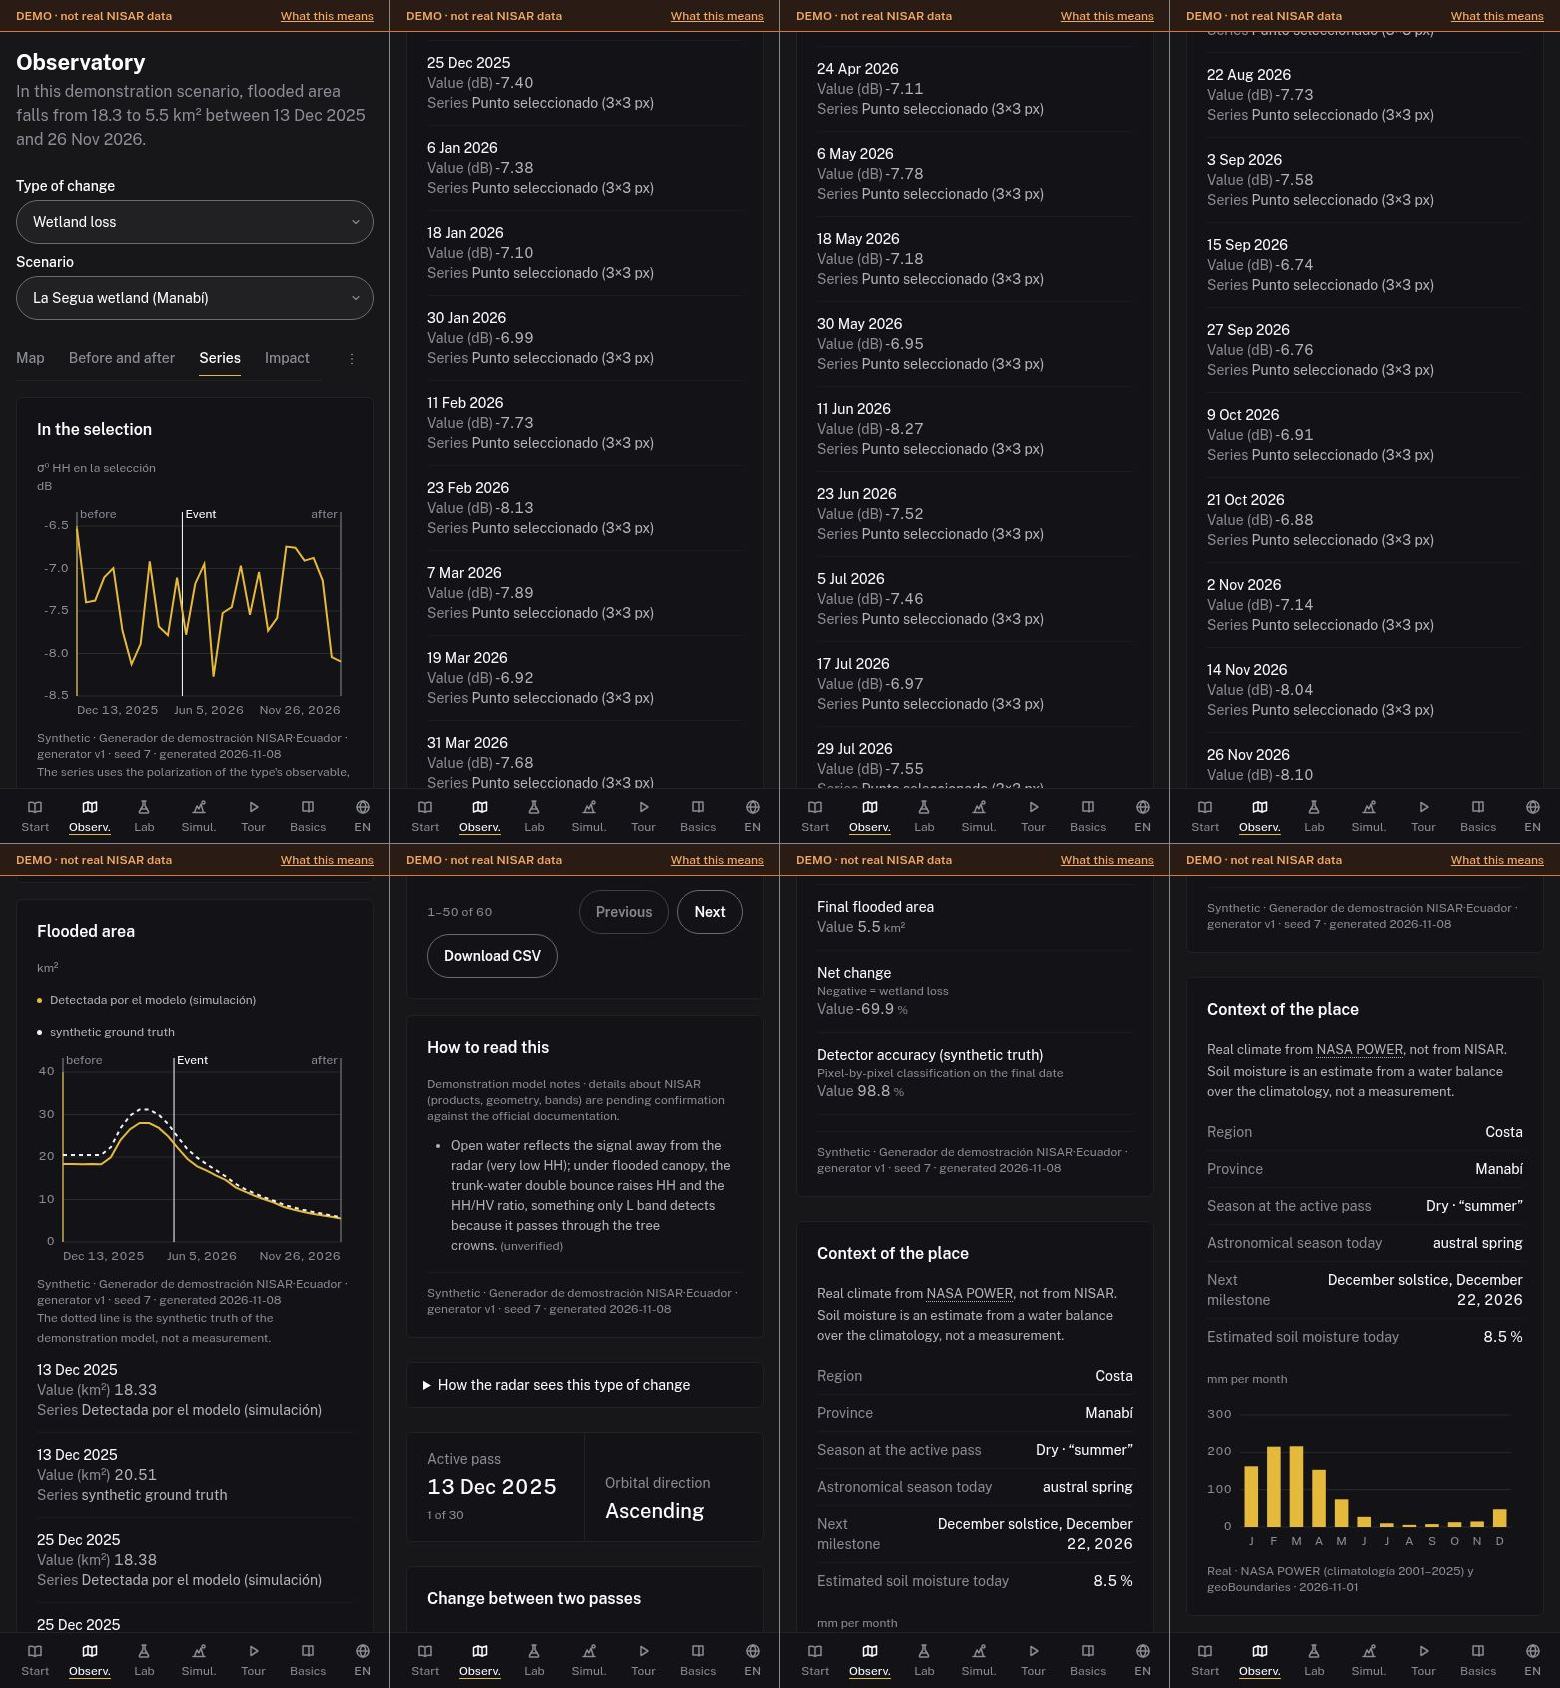 DEMO · not real NISAR data What this means
Observatory
In this demonstration scenario, flooded area
falls from 18.3 to 5.5 km² between 13 Dec 2025
and 26 Nov 2026.
Type of change
Wetland loss
Scenario
La Segua wetland (Manabí)
Map Before and after Series Impact ⋮
In the selection
σ⁰ HH en la selección
dB
before Event after
-6.5
-7.0
-7.5
-8.0
-8.5
Dec 13, 2025 Jun 5, 2026 Nov 26, 2026
Synthetic · Generador de demostración NISAR·Ecuador ·
generator v1 · seed 7 · generated 2026-11-08
The series uses the polarization of the type's observable,
Start Observ. Lab Simul. Tour Basics EN
DEMO · not real NISAR data What this means
25 Dec 2025
Value (dB) -7.40
Series Punto seleccionado (3×3 px)
6 Jan 2026
Value (dB) -7.38
Series Punto seleccionado (3×3 px)
18 Jan 2026
Value (dB) -7.10
Series Punto seleccionado (3×3 px)
30 Jan 2026
Value (dB) -6.99
Series Punto seleccionado (3×3 px)
11 Feb 2026
Value (dB) -7.73
Series Punto seleccionado (3×3 px)
23 Feb 2026
Value (dB) -8.13
Series Punto seleccionado (3×3 px)
7 Mar 2026
Value (dB) -7.89
Series Punto seleccionado (3×3 px)
19 Mar 2026
Value (dB) -6.92
Series Punto seleccionado (3×3 px)
31 Mar 2026
Value (dB) -7.68
Series Punto seleccionado (3×3 px)
Start Observ. Lab Simul. Tour Basics EN
DEMO · not real NISAR data What this means
24 Apr 2026
Value (dB) -7.11
Series Punto seleccionado (3×3 px)
6 May 2026
Value (dB) -7.78
Series Punto seleccionado (3×3 px)
18 May 2026
Value (dB) -7.18
Series Punto seleccionado (3×3 px)
30 May 2026
Value (dB) -6.95
Series Punto seleccionado (3×3 px)
11 Jun 2026
Value (dB) -8.27
Series Punto seleccionado (3×3 px)
23 Jun 2026
Value (dB) -7.52
Series Punto seleccionado (3×3 px)
5 Jul 2026
Value (dB) -7.46
Series Punto seleccionado (3×3 px)
17 Jul 2026
Value (dB) -6.97
Series Punto seleccionado (3×3 px)
29 Jul 2026
Value (dB) -7.55
Series Punto seleccionado (3×3 px)
Start Observ. Lab Simul. Tour Basics EN
DEMO · not real NISAR data What this means
Series Punto seleccionado (3×3 px)
22 Aug 2026
Value (dB) -7.73
Series Punto seleccionado (3×3 px)
3 Sep 2026
Value (dB) -7.58
Series Punto seleccionado (3×3 px)
15 Sep 2026
Value (dB) -6.74
Series Punto seleccionado (3×3 px)
27 Sep 2026
Value (dB) -6.76
Series Punto seleccionado (3×3 px)
9 Oct 2026
Value (dB) -6.91
Series Punto seleccionado (3×3 px)
21 Oct 2026
Value (dB) -6.88
Series Punto seleccionado (3×3 px)
2 Nov 2026
Value (dB) -7.14
Series Punto seleccionado (3×3 px)
14 Nov 2026
Value (dB) -8.04
Series Punto seleccionado (3×3 px)
26 Nov 2026
Value (dB) -8.10
Start Observ. Lab Simul. Tour Basics EN
DEMO · not real NISAR data What this means
Flooded area
km²
Detectada por el modelo (simulación)
synthetic ground truth
before Event after
40
30
20
10
0
Dec 13, 2025 Jun 5, 2026 Nov 26, 2026
Synthetic · Generador de demostración NISAR·Ecuador ·
generator v1 · seed 7 · generated 2026-11-08
The dotted line is the synthetic truth of the
demonstration model, not a measurement.
13 Dec 2025
Value (km²) 18.33
Series Detectada por el modelo (simulación)
13 Dec 2025
Value (km²) 20.51
Series synthetic ground truth
25 Dec 2025
Value (km²) 18.38
Series Detectada por el modelo (simulación)
25 Dec 2025
Start Observ. Lab Simul. Tour Basics EN
DEMO · not real NISAR data What this means
1–50 of 60 Previous Next
Download CSV
How to read this
Demonstration model notes · details about NISAR
(products, geometry, bands) are pending confirmation
against the official documentation.
• Open water reflects the signal away from the
radar (very low HH); under flooded canopy, the
trunk-water double bounce raises HH and the
HH/HV ratio, something only L band detects
because it passes through the tree
crowns. (unverified)
Synthetic · Generador de demostración NISAR·Ecuador ·
generator v1 · seed 7 · generated 2026-11-08
▶ How the radar sees this type of change
Active pass
13 Dec 2025
1 of 30
Orbital direction
Ascending
Change between two passes
Start Observ. Lab Simul. Tour Basics EN
DEMO · not real NISAR data What this means
Final flooded area
Value 5.5 km²
Net change
Negative = wetland loss
Value -69.9 %
Detector accuracy (synthetic truth)
Pixel-by-pixel classification on the final date
Value 98.8 %
Synthetic · Generador de demostración NISAR·Ecuador ·
generator v1 · seed 7 · generated 2026-11-08
Context of the place
Real climate from NASA POWER, not from NISAR.
Soil moisture is an estimate from a water balance
over the climatology, not a measurement.
Region Costa
Province Manabí
Season at the active pass Dry · “summer”
Astronomical season today austral spring
Next milestone December solstice, December 22, 2026
Estimated soil moisture today 8.5 %
mm per month
Start Observ. Lab Simul. Tour Basics EN
DEMO · not real NISAR data What this means
Synthetic · Generador de demostración NISAR·Ecuador ·
generator v1 · seed 7 · generated 2026-11-08
Context of the place
Real climate from NASA POWER, not from NISAR.
Soil moisture is an estimate from a water balance
over the climatology, not a measurement.
Region Costa
Province Manabí
Season at the active pass Dry · “summer”
Astronomical season today austral spring
Next milestone December solstice, December 22, 2026
Estimated soil moisture today 8.5 %
mm per month
300
200
100
0
J F M A M J J A S O N D
Real · NASA POWER (climatología 2001–2025) y
geoBoundaries · 2026-11-01
Start Observ. Lab Simul. Tour Basics EN